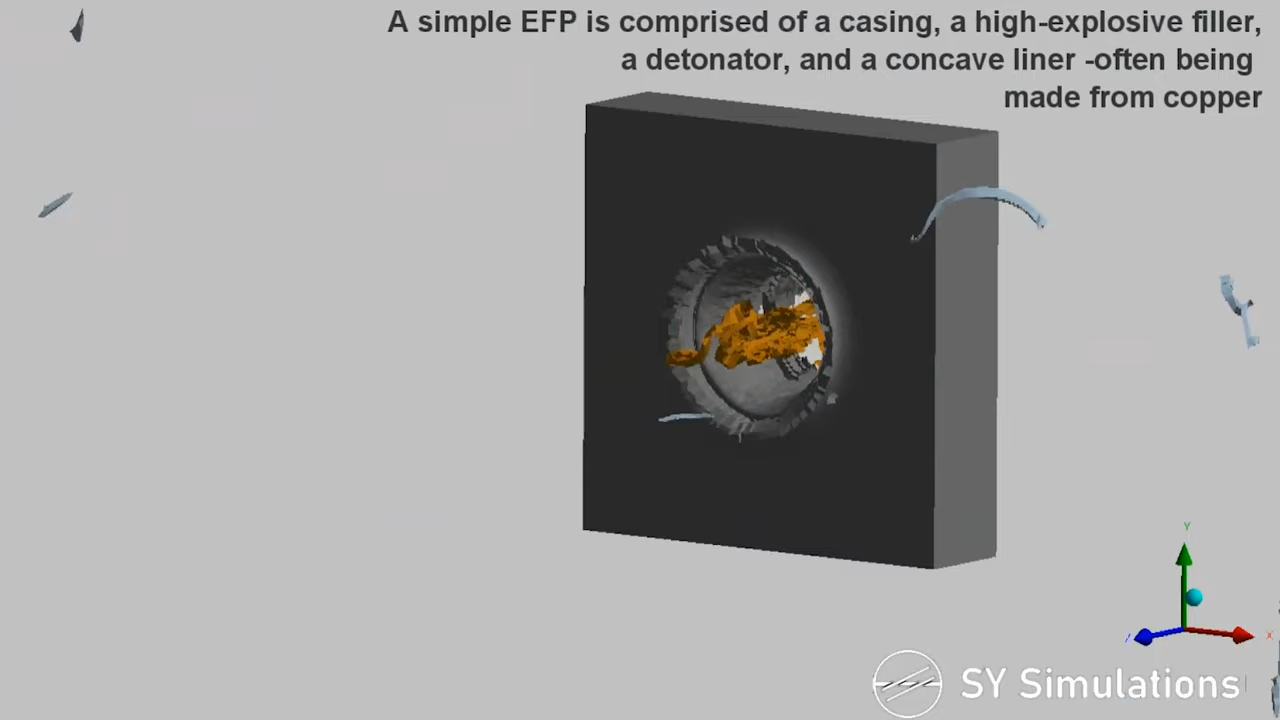 A simple EFP is comprised of a casing, a high-explosive filler,
a detonator, and a concave liner -often being
made from copper
Y
X
SY Simulations